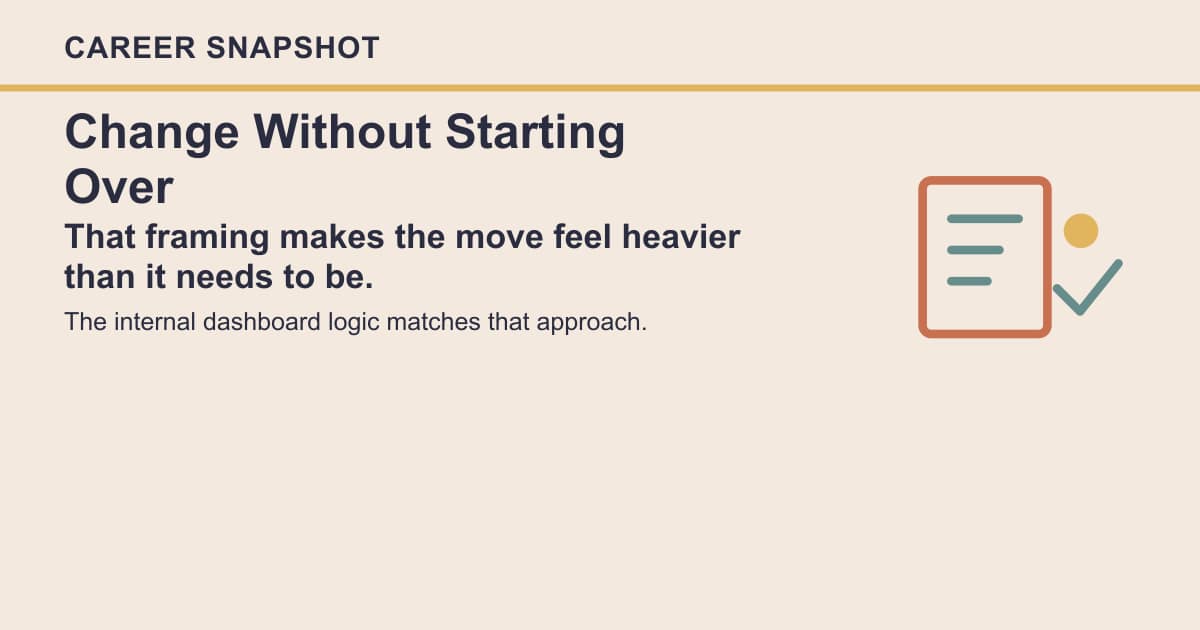 CAREER SNAPSHOT
Change Without Starting
Over
That framing makes the move feel heavier
than it needs to be.
The internal dashboard logic matches that approach.